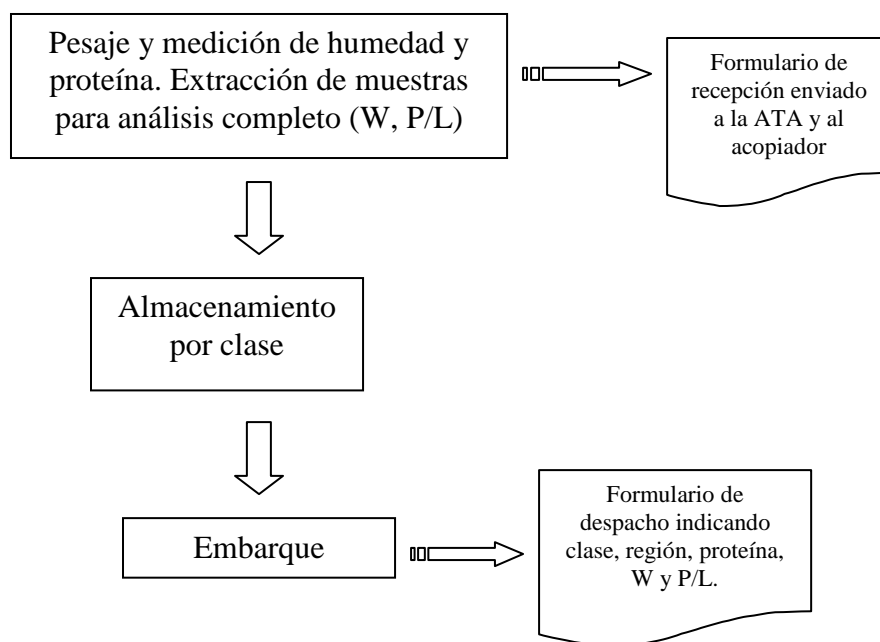 Pesaje y medición de humedad y
proteína. Extracción de muestras
para análisis completo (W, P/L)
Formulario de
recepción enviado
a la ATA y al
acopiador
Almacenamiento
por clase
Embarque
Formulario de
despacho indicando
clase, región, proteína,
W y P/L.